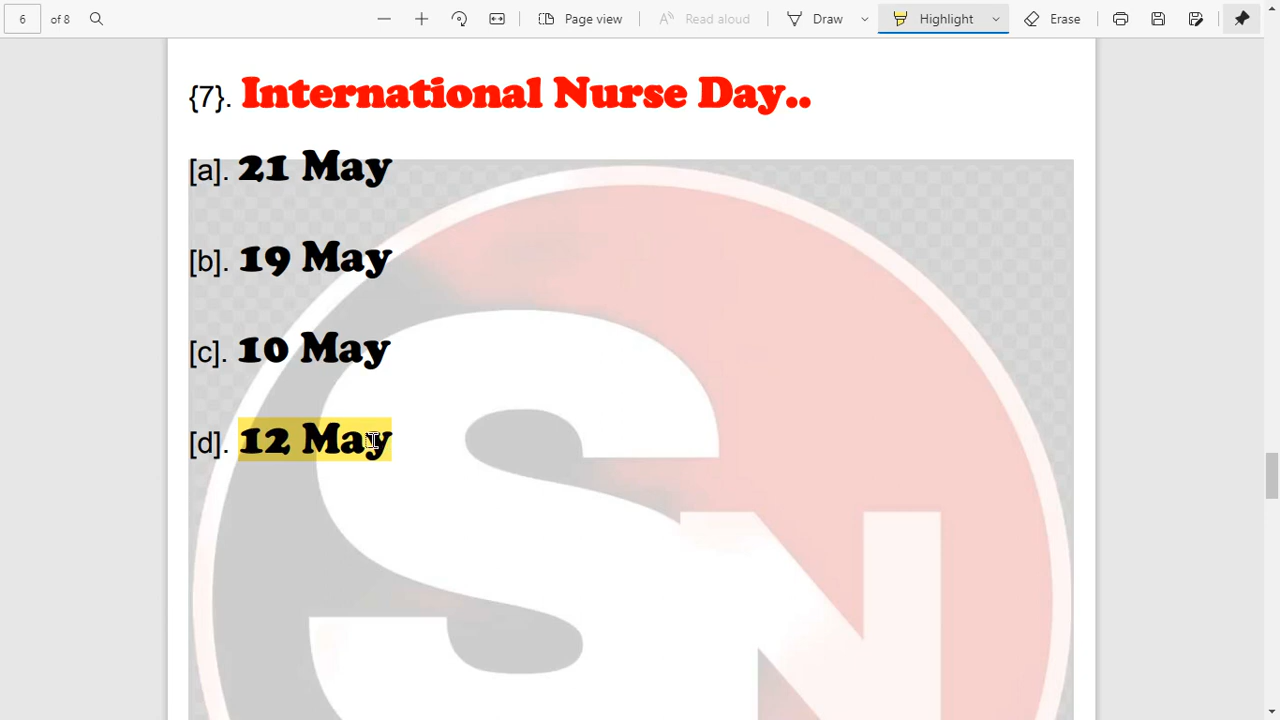 6 of 8 Page view Read aloud Draw Highlight Erase
{7}. International Nurse Day..
[a]. 21 May
[b]. 19 May
[c]. 10 May
[d]. 12 May
SN